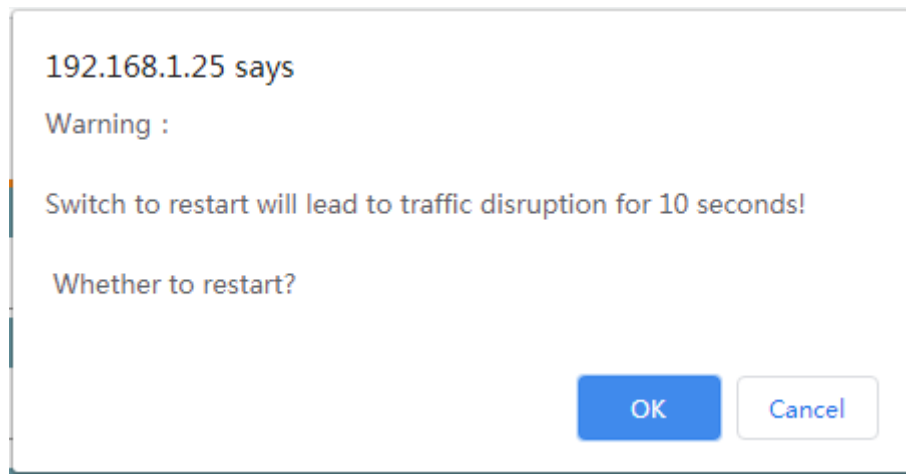 192.168.1.25 says
Warning :
Switch to restart will lead to traffic disruption for 10 seconds!
Whether to restart?
OK
Cancel